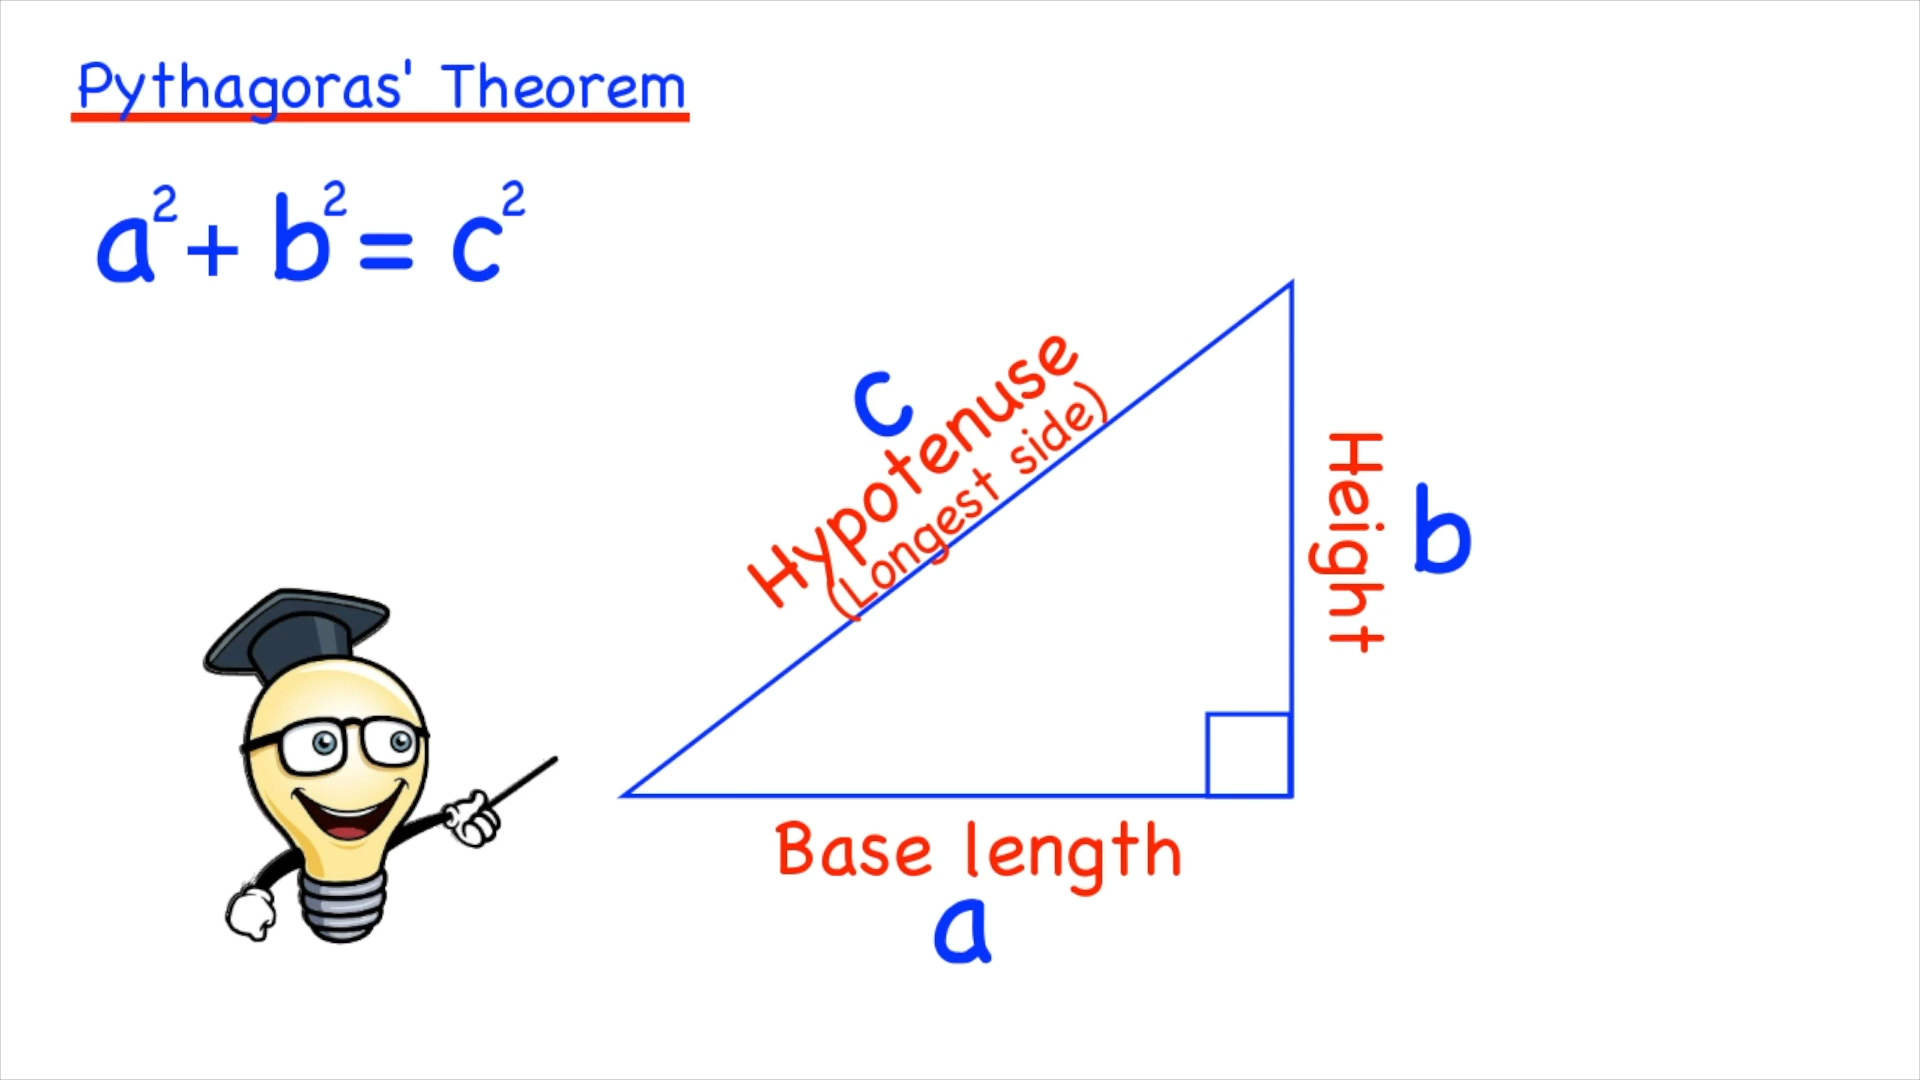 Pythagoras' Theorem
a² + b² = c²
c
Hypotenuse
(Longest side)
Height
b
Base length
a